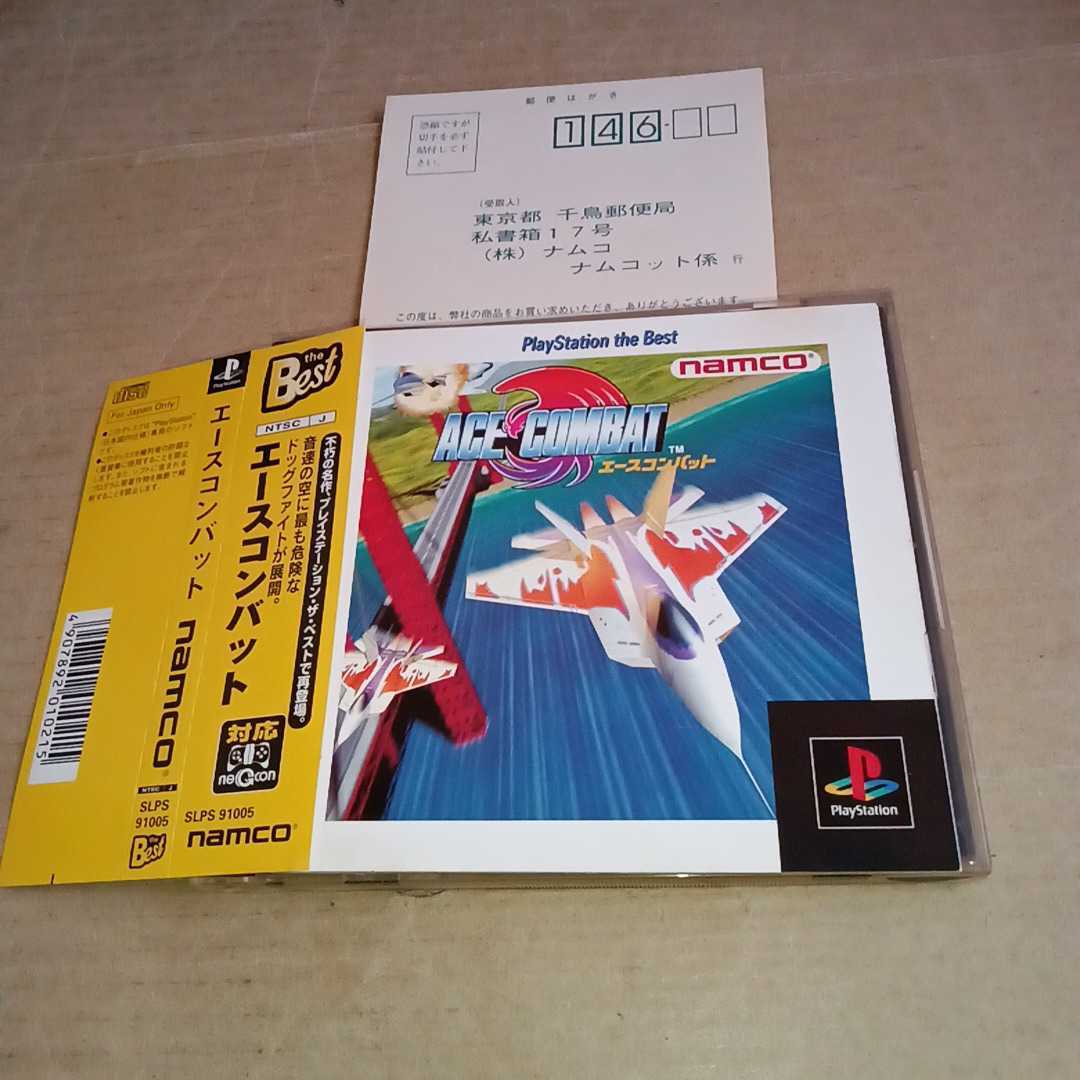 郵便はがき
恐縮ですが
切手を必ず
貼付して下
さい。
146-
(受取人)
東京都 千鳥郵便局
私書箱17号
(株) ナムコ
ナムコット係 行
この度は、弊社の商品をお買い求めいただき、ありがとうございます
PlayStation the Best
namco®
ACE COMBAT™
エースコンバット
PlayStation
the Best
NTSC J
不朽の名作、プレイステーション・ザ・ベストで再登場。
音速の空に最も危険な
ドッグファイトが展開。
エースコンバット
対応
neGcon
SLPS 91005
namco®
PlayStation
エースコンバット
namco®
NTSC J
SLPS
91005
the Best
For Japan Only
4907892010215